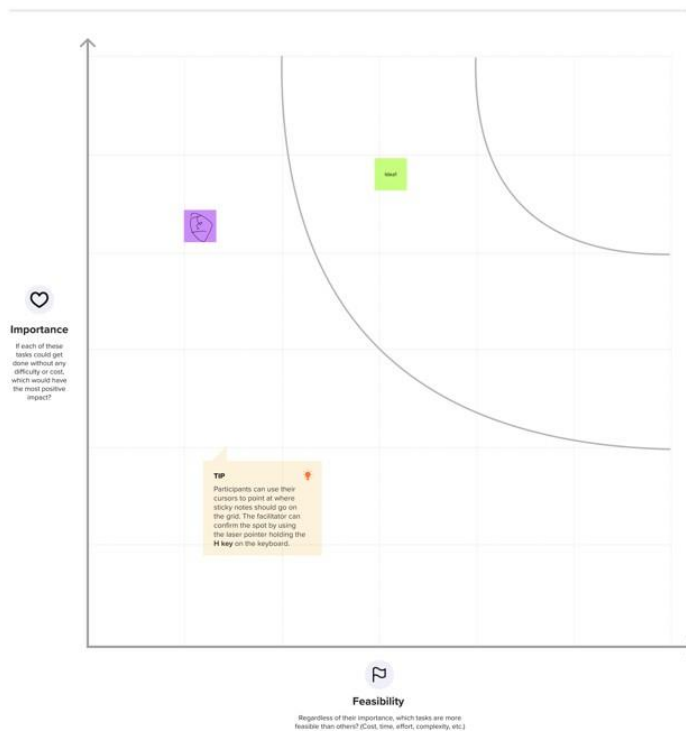 Idea!
Importance
If each of these
tasks could get
done without any
difficulty or cost,
which would have
the most positive
impact?
TIP
Participants can use their
cursors to point at where
sticky notes should go on
the grid. The facilitator can
confirm the spot by using
the laser pointer holding the
H key on the keyboard.
Feasibility
Regardless of their importance, which tasks are more
feasible than others? (Cost, time, effort, complexity, etc.)